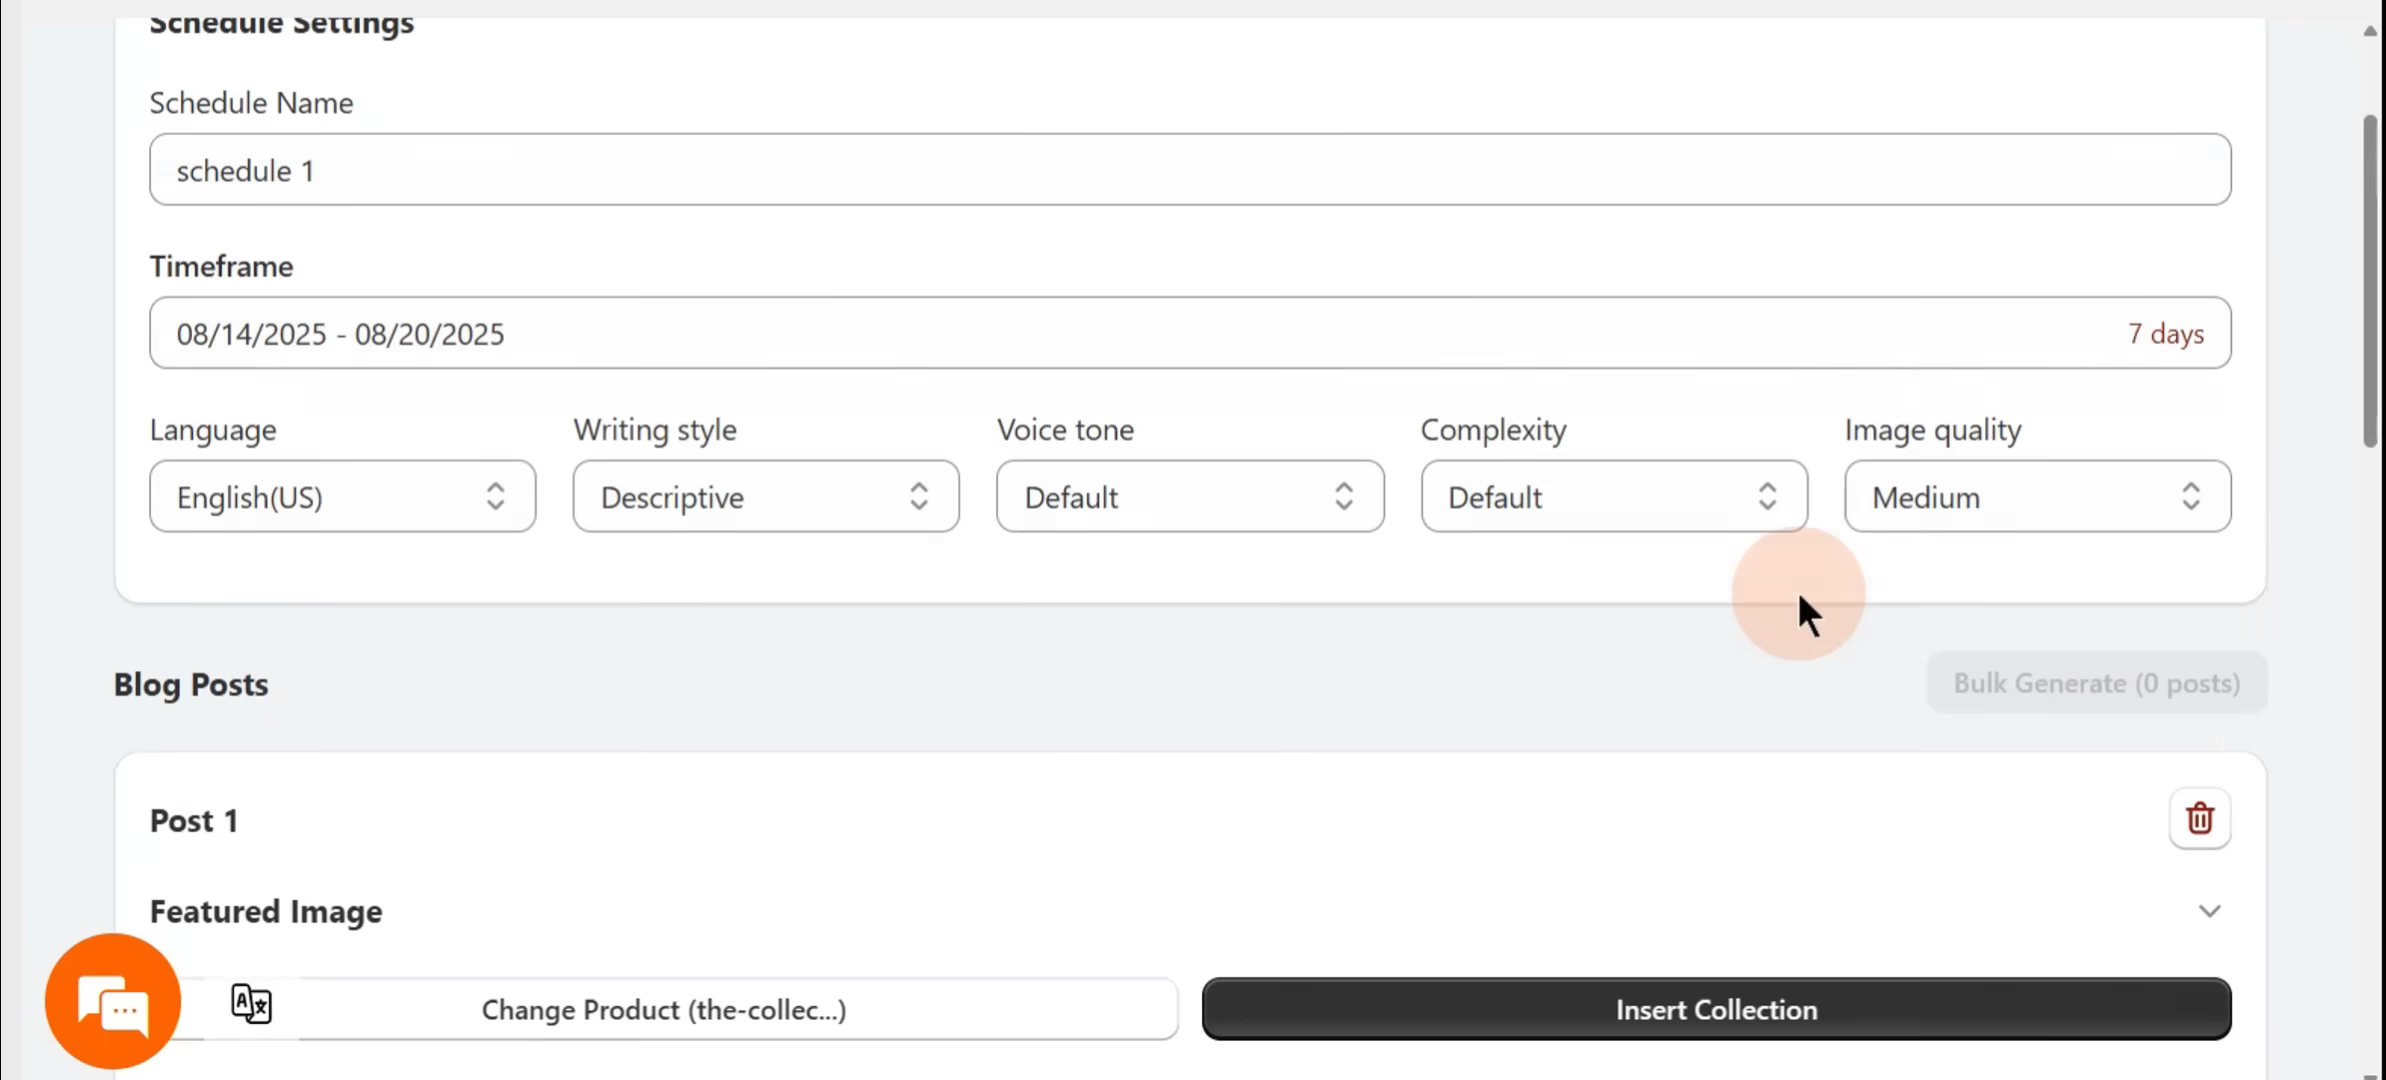 Schedule Settings
Schedule Name
schedule 1
Timeframe
08/14/2025 - 08/20/2025 7 days
Language Writing style Voice tone Complexity Image quality
English(US) Descriptive Default Default Medium
Blog Posts Bulk Generate (0 posts)
Post 1
Featured Image
Change Product (the-collec...) Insert Collection